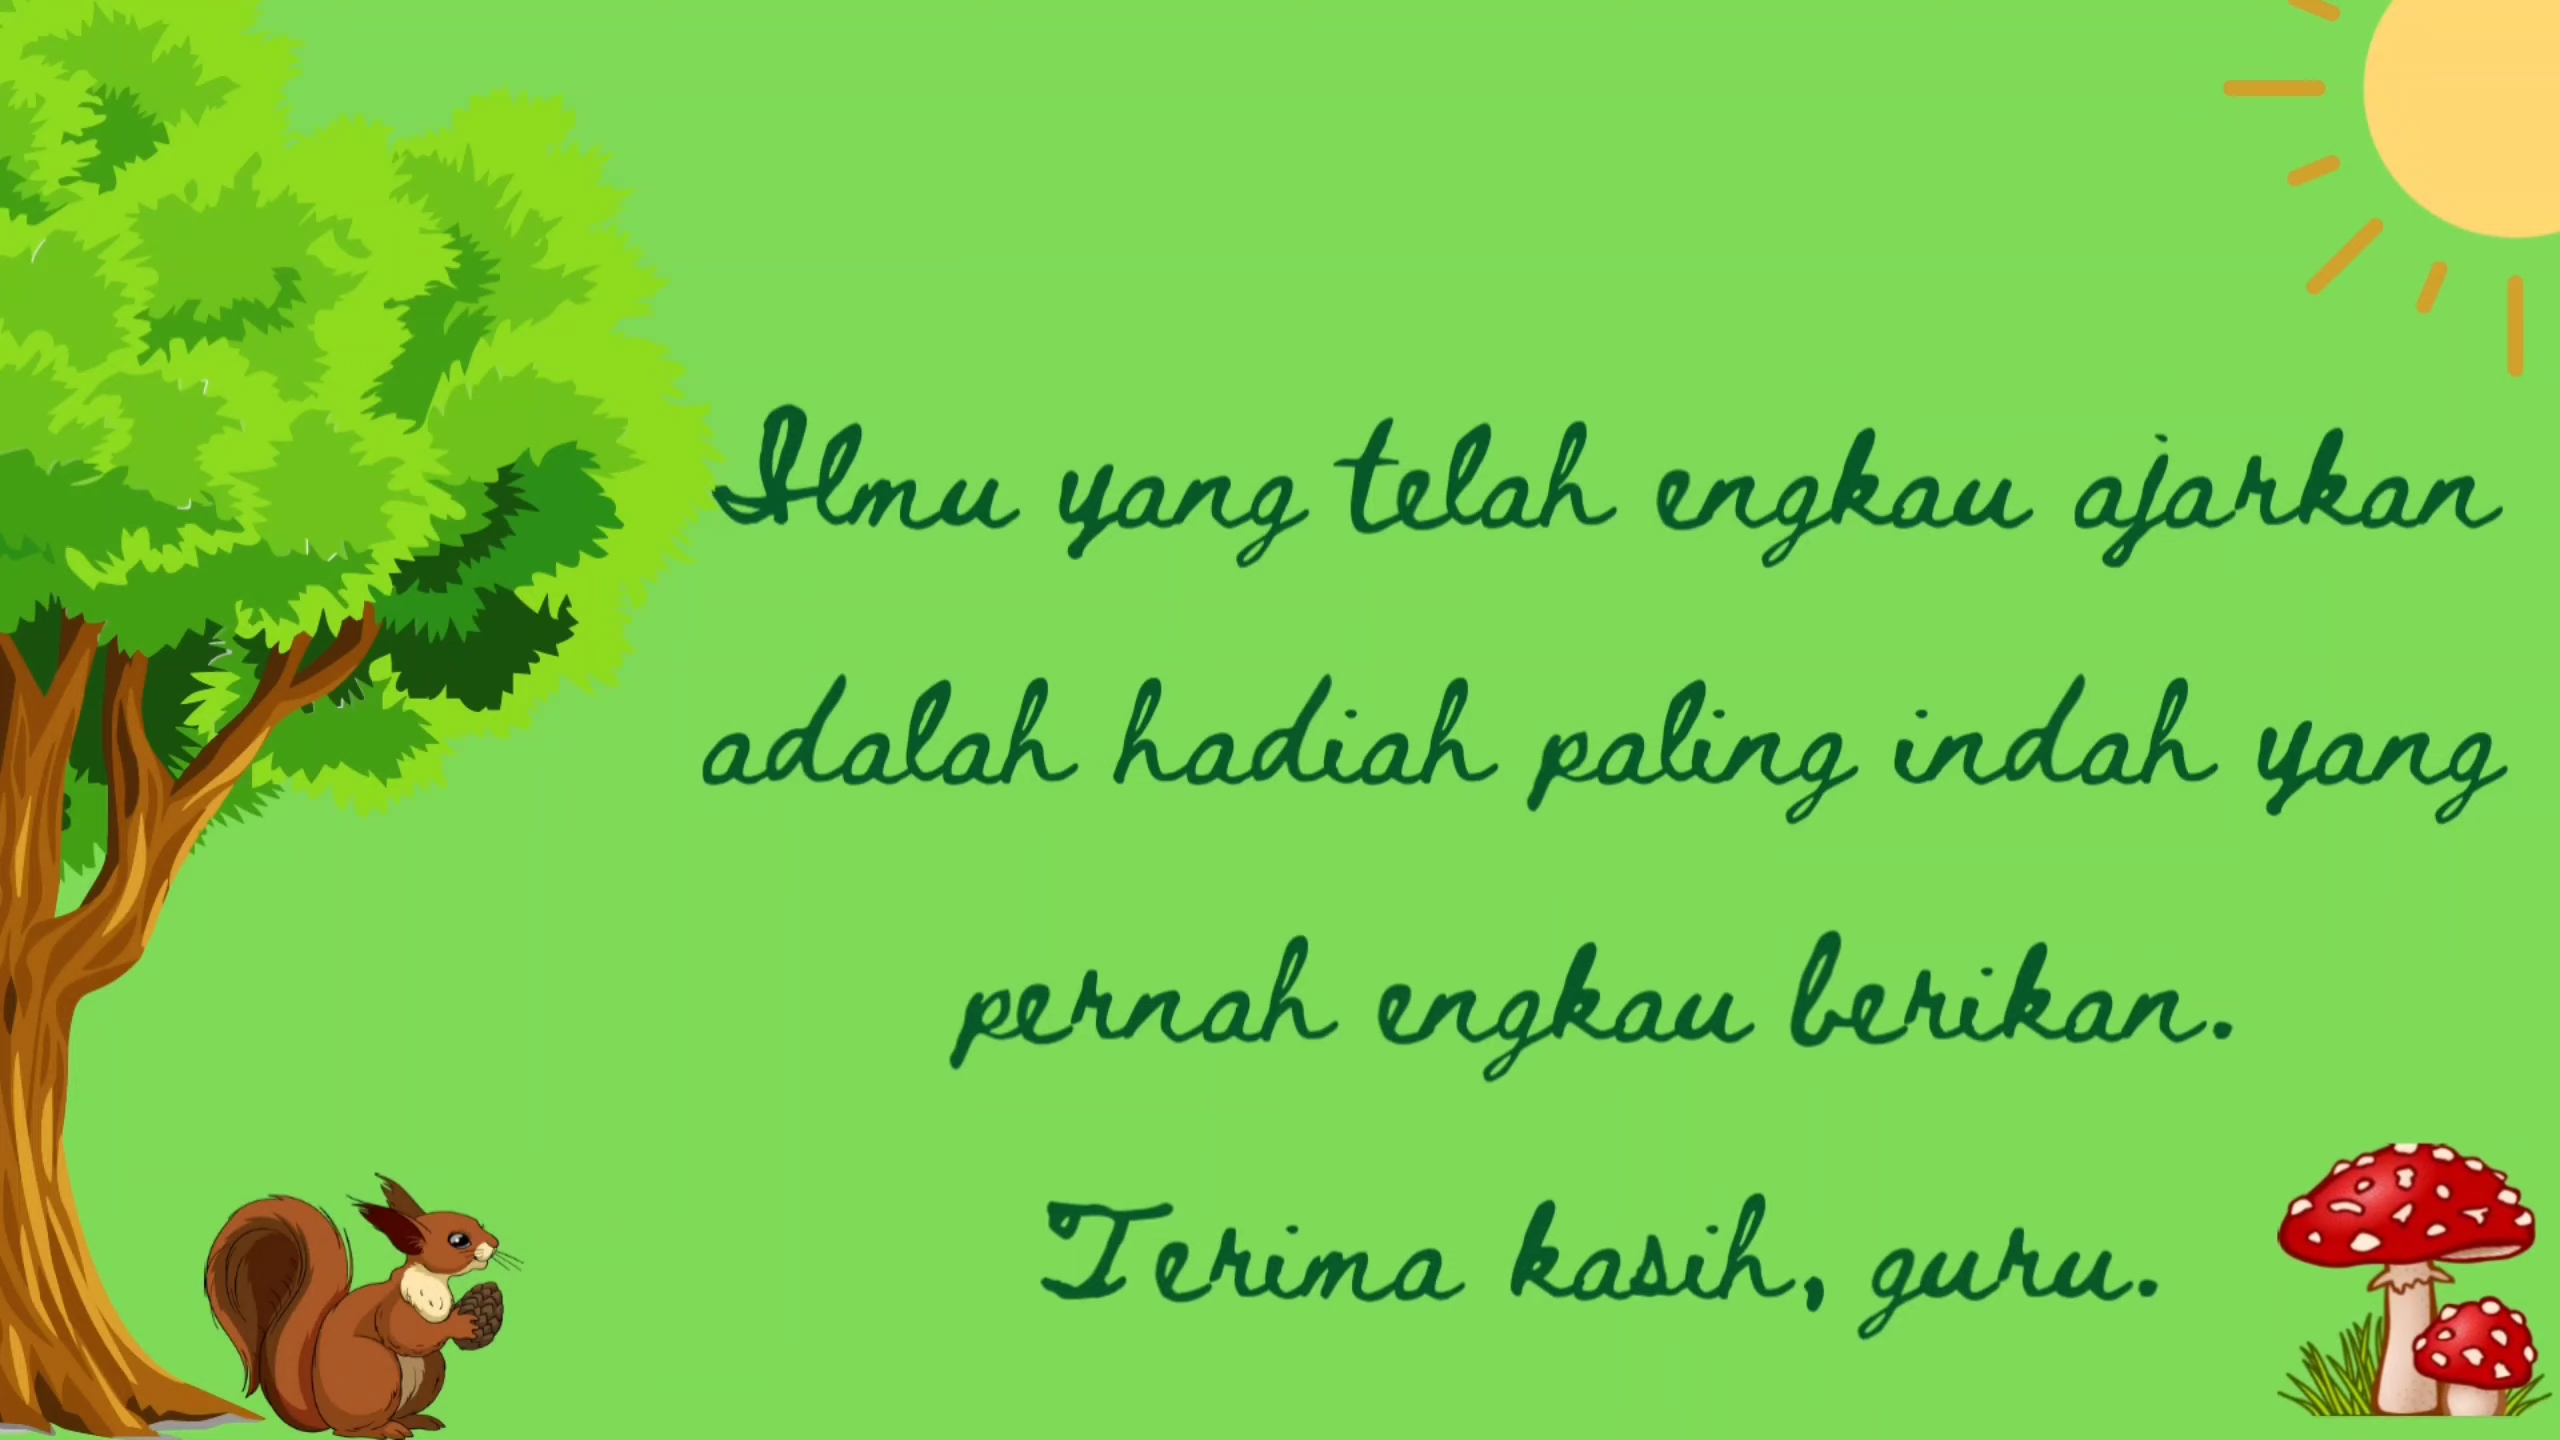 Ilmu yang telah engkau ajarkan
adalah hadiah paling indah yang
pernah engkau berikan.
Terima kasih, guru.